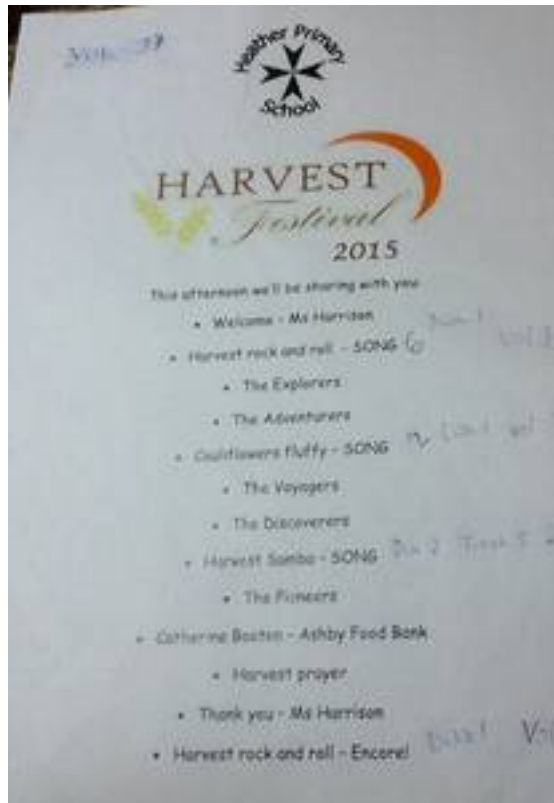 Heather Primary School
HARVEST
Festival
2015
This afternoon we'll be sharing with you
• Welcome - Ms Harrison
• Harvest rock and roll - SONG 6
• The Explorers
• The Adventurers
• Cauliflowers fluffy - SONG
• The Voyagers
• The Discoverers
• Harvest Samba - SONG
• The Pioneers
• Catherine - Ashby Food Bank
• Harvest prayer
• Thank you - Ms Harrison
• Harvest rock and roll - Encore!